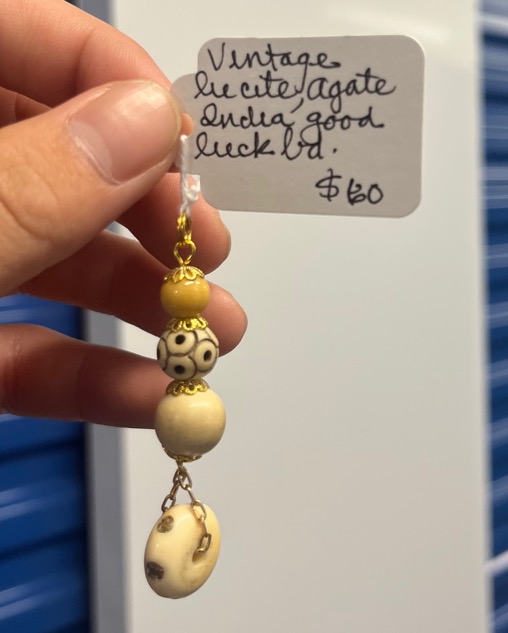 Vintage
lucite, agate
India, good
luck bd.
$60